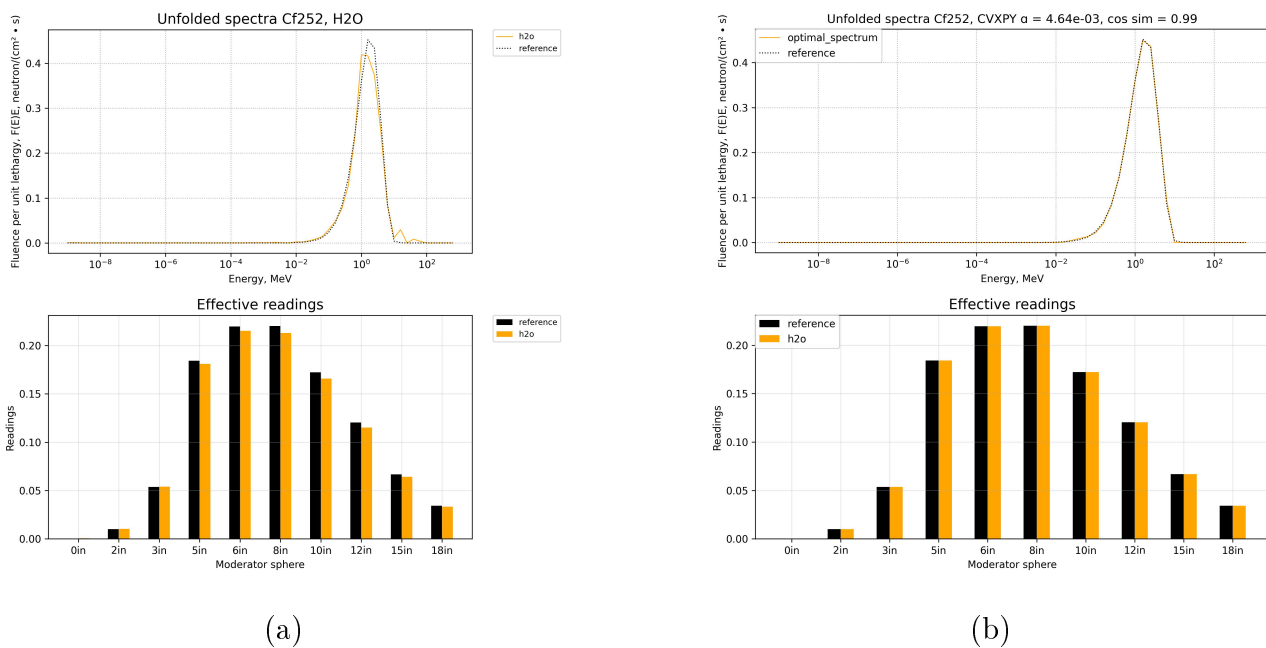 Unfolded spectra Cf252, H2O
Fluence per unit lethargy, F(E)E, neutron/(cm² • s)
0.4
0.3
0.2
0.1
0.0
10⁻⁸ 10⁻⁶ 10⁻⁴ 10⁻² 10⁰ 10²
Energy, MeV
h2o
reference
Effective readings
Readings
0.20
0.15
0.10
0.05
0.00
0in 2in 3in 5in 6in 8in 10in 12in 15in 18in
Moderator sphere
reference
h2o
(a)
Unfolded spectra Cf252, CVXPY α = 4.64e-03, cos sim = 0.99
Fluence per unit lethargy, F(E)E, neutron/(cm² • s)
optimal_spectrum
reference
0.4
0.3
0.2
0.1
0.0
10⁻⁸ 10⁻⁶ 10⁻⁴ 10⁻² 10⁰ 10²
Energy, MeV
Effective readings
Readings
reference
h2o
0.20
0.15
0.10
0.05
0.00
0in 2in 3in 5in 6in 8in 10in 12in 15in 18in
Moderator sphere
(b)